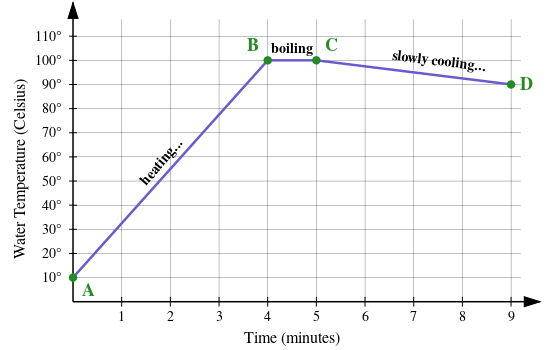 110°
B
boiling
C
100°
slowly cooling...
90°
D
80°
70°
60°
heating...
50°
40°
30°
20°
10°
A
Water Temperature (Celsius)
1 2 3 4 5 6 7 8 9
Time (minutes)